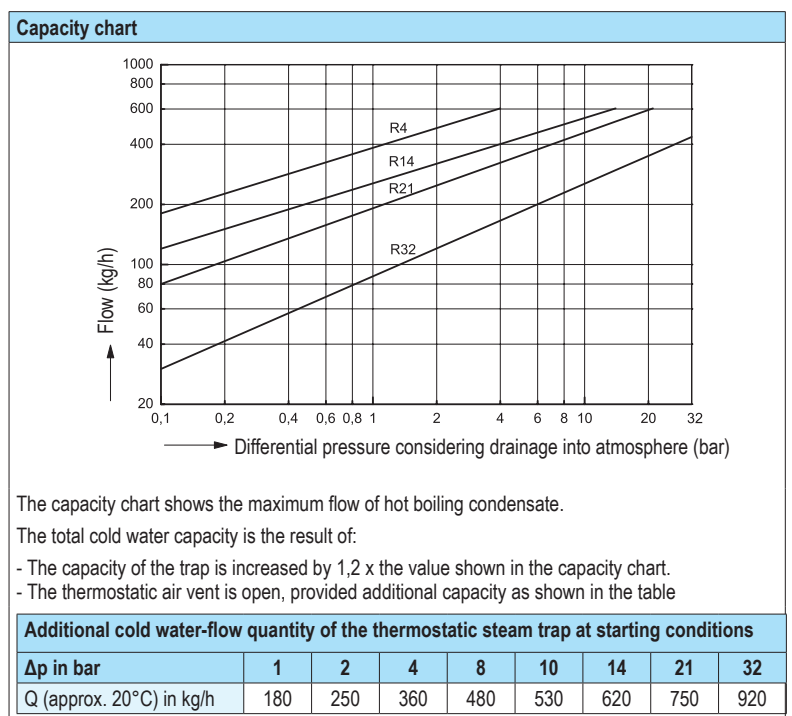 Capacity chart
1000
800
600
400
200
100
80
60
40
20
R4
R14
R21
R32
Flow (kg/h)
0,1 0,2 0,4 0,6 0,8 1 2 4 6 8 10 20 32
Differential pressure considering drainage into atmosphere (bar)
The capacity chart shows the maximum flow of hot boiling condensate.
The total cold water capacity is the result of:
- The capacity of the trap is increased by 1,2 x the value shown in the capacity chart.
- The thermostatic air vent is open, provided additional capacity as shown in the table
Additional cold water-flow quantity of the thermostatic steam trap at starting conditions
Δp in bar 1 2 4 8 10 14 21 32
Q (approx. 20°C) in kg/h 180 250 360 480 530 620 750 920